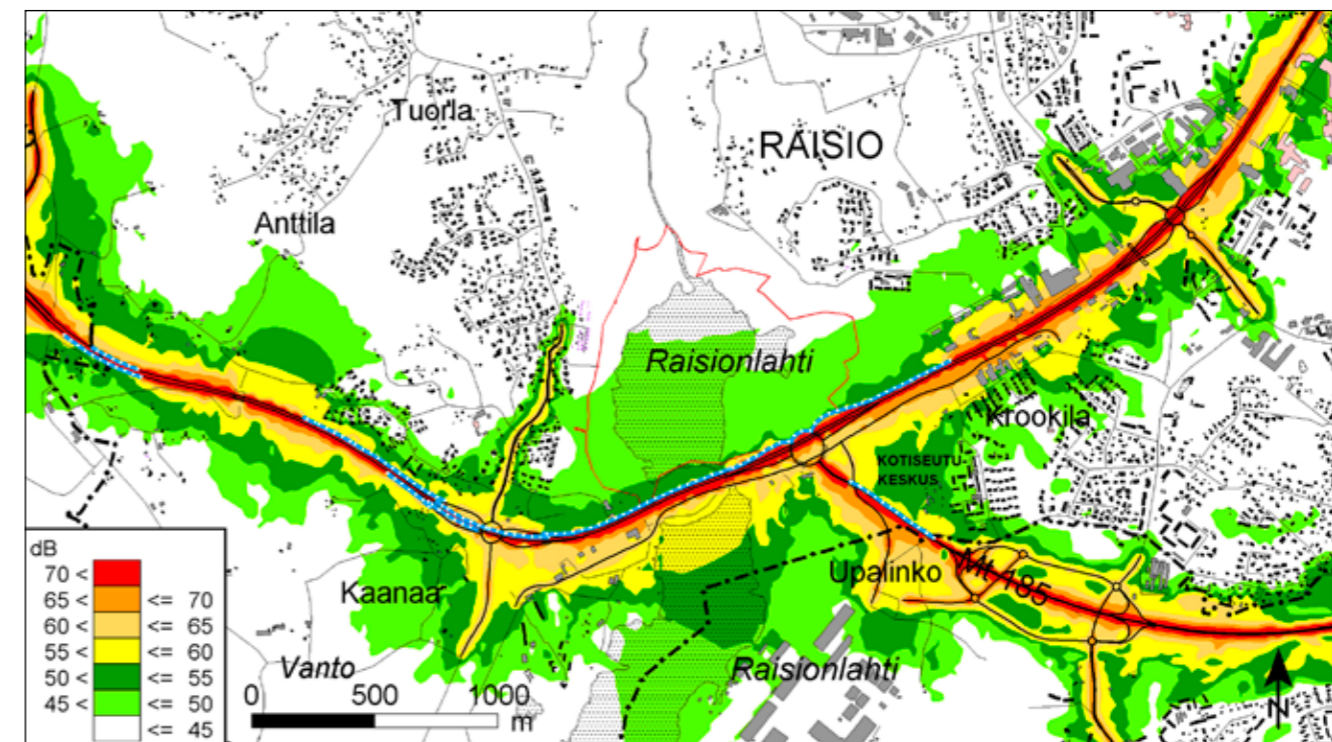 Tuorla
RAISIO
Anttila
Raisionlahti
Krookila
KOTISEUTU-
KESKUS
Mt 185
Upalinko
Kaanaa
Vanto
Raisionlahti
0 500 1000
m
N
dB
70 <
65 < <= 70
60 < <= 65
55 < <= 60
50 < <= 55
45 < <= 50
<= 45